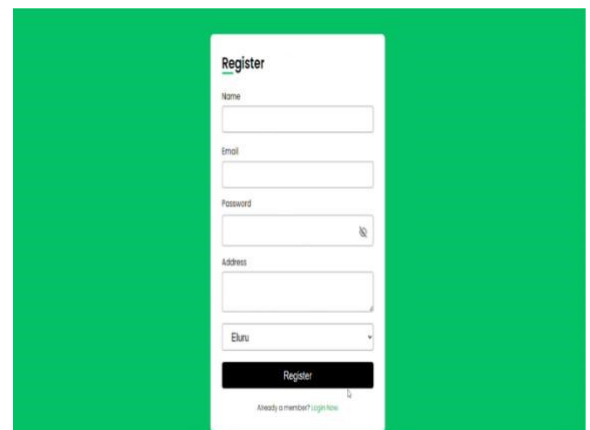 Register
Name
Email
Password
Address
Eluru
Register
Already a member? Login Now